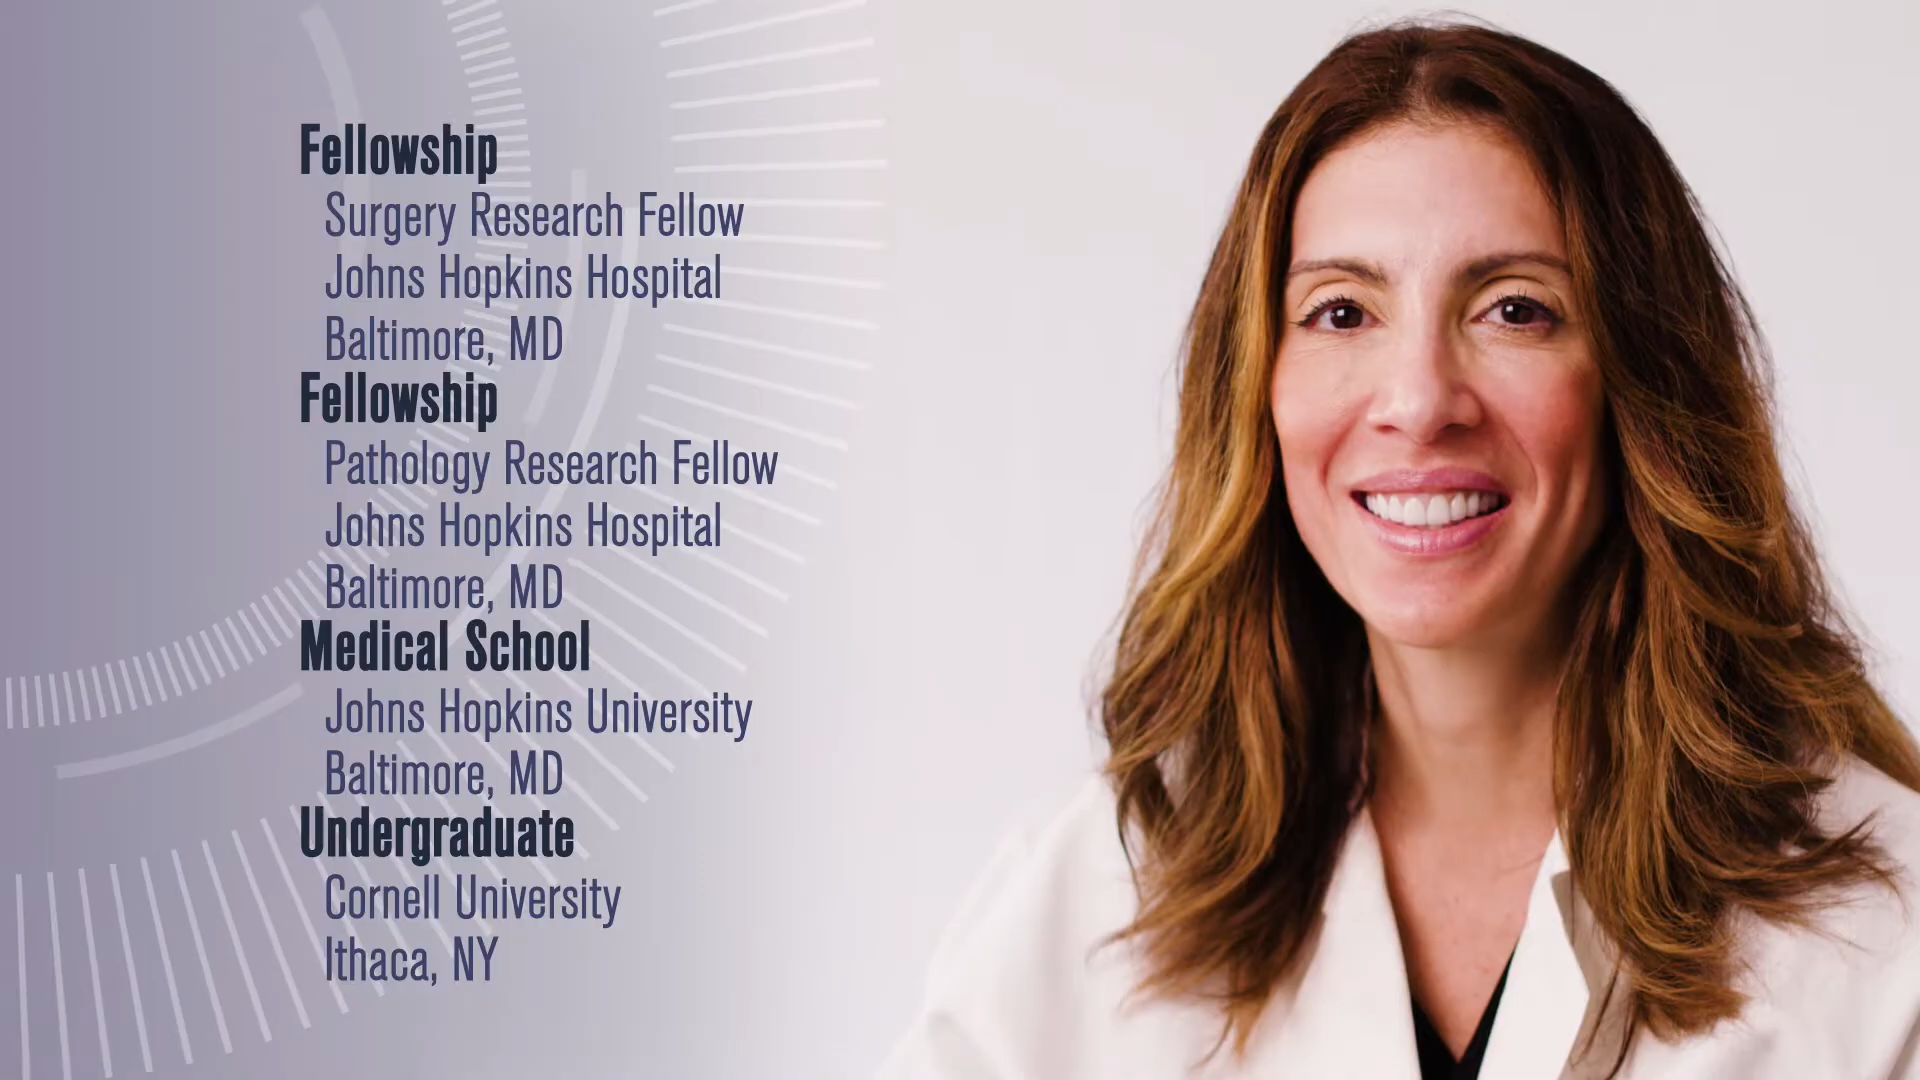 Fellowship
Surgery Research Fellow
Johns Hopkins Hospital
Baltimore, MD
Fellowship
Pathology Research Fellow
Johns Hopkins Hospital
Baltimore, MD
Medical School
Johns Hopkins University
Baltimore, MD
Undergraduate
Cornell University
Ithaca, NY